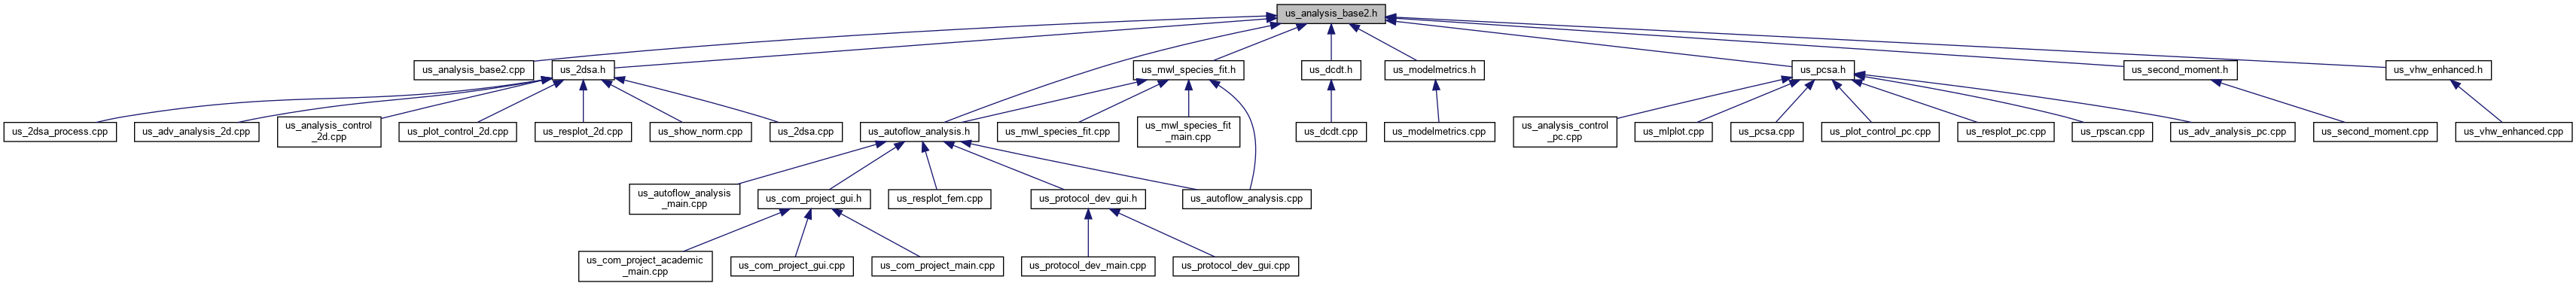 us_analysis_base2.h
us_analysis_base2.cpp
us_2dsa.h
us_mwl_species_fit.h
us_dcdt.h
us_modelmetrics.h
us_pcsa.h
us_second_moment.h
us_vhw_enhanced.h
us_2dsa_process.cpp
us_adv_analysis_2d.cpp
us_analysis_control
_2d.cpp
us_plot_control_2d.cpp
us_resplot_2d.cpp
us_show_norm.cpp
us_2dsa.cpp
us_autoflow_analysis.h
us_mwl_species_fit.cpp
us_mwl_species_fit
_main.cpp
us_dcdt.cpp
us_modelmetrics.cpp
us_analysis_control
_pc.cpp
us_mlplot.cpp
us_pcsa.cpp
us_plot_control_pc.cpp
us_resplot_pc.cpp
us_rpscan.cpp
us_adv_analysis_pc.cpp
us_second_moment.cpp
us_vhw_enhanced.cpp
us_autoflow_analysis
_main.cpp
us_com_project_gui.h
us_resplot_fem.cpp
us_protocol_dev_gui.h
us_autoflow_analysis.cpp
us_com_project_academic
_main.cpp
us_com_project_gui.cpp
us_com_project_main.cpp
us_protocol_dev_main.cpp
us_protocol_dev_gui.cpp